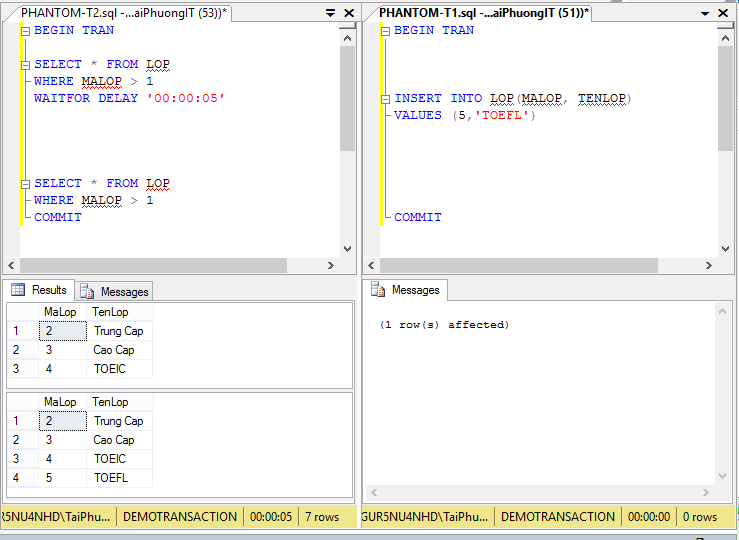 PHANTOM-T2.sql -...aiPhuongIT (53))*
BEGIN TRAN
SELECT * FROM LOP
WHERE MALOP > 1
WAITFOR DELAY '00:00:05'
SELECT * FROM LOP
WHERE MALOP > 1
COMMIT
Results
Messages
MaLop TenLop
1 2 Trung Cap
2 3 Cao Cap
3 4 TOEIC
MaLop TenLop
1 2 Trung Cap
2 3 Cao Cap
3 4 TOEIC
4 5 TOEFL
R5NU4NHD\TaiPhu... DEMOTRANSACTION 00:00:05 7 rows
PHANTOM-T1.sql -...aiPhuongIT (51))*
BEGIN TRAN
INSERT INTO LOP(MALOP, TENLOP)
VALUES (5,'TOEFL')
COMMIT
Messages
(1 row(s) affected)
GUR5NU4NHD\TaiPhu... DEMOTRANSACTION 00:00:00 0 rows